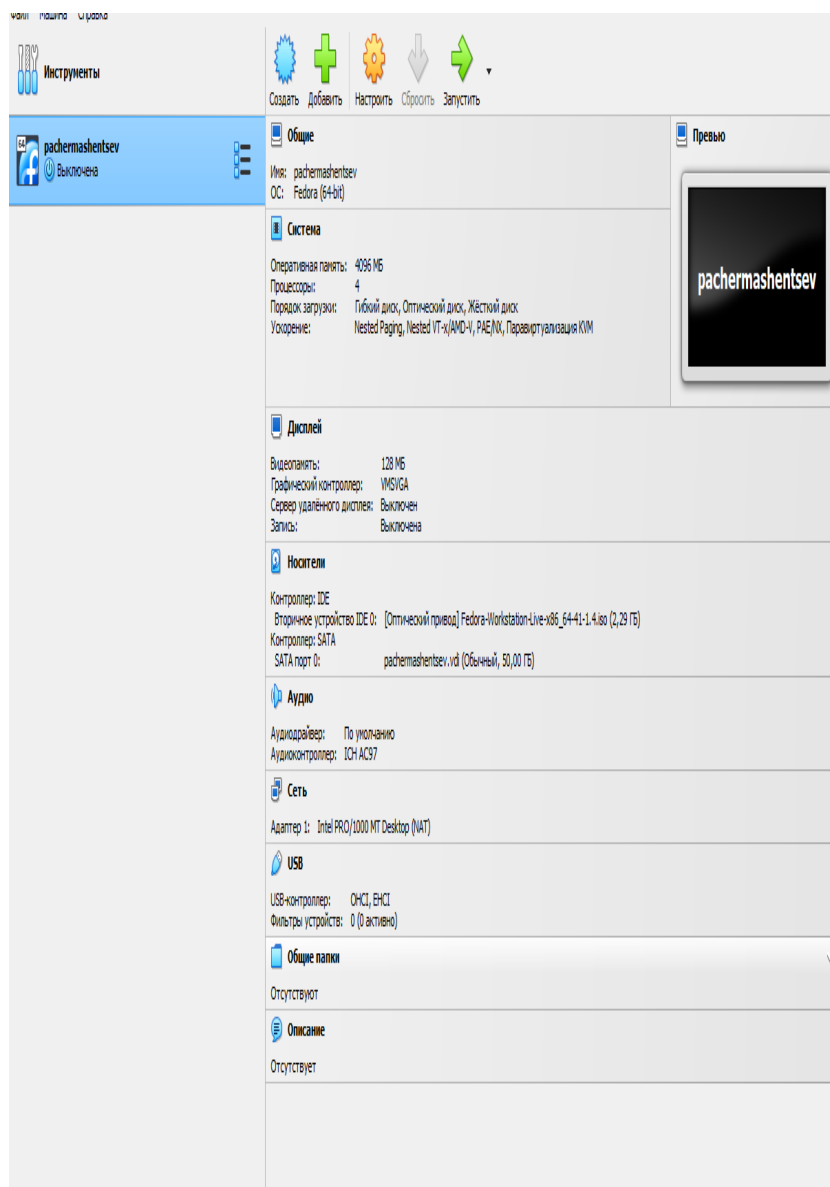 Файл Машина Справка
Инструменты
Создать Добавить Настроить Сбросить Запустить
64
pachermashentsev
Выключена
Общие
Имя: pachermashentsev
ОС: Fedora (64-bit)
Превью
pachermashentsev
Система
Оперативная память: 4096 МБ
Процессоры: 4
Порядок загрузки: Гибкий диск, Оптический диск, Жёсткий диск
Ускорение: Nested Paging, Nested VT-x/AMD-V, PAE/NX, Паравиртуализация KVM
Дисплей
Видеопамять: 128 МБ
Графический контроллер: VMSVGA
Сервер удалённого дисплея: Выключен
Запись: Выключена
Носители
Контроллер: IDE
Вторичное устройство IDE 0: [Оптический привод] Fedora-Workstation-Live-x86_64-41-1.4.iso (2,29 ГБ)
Контроллер: SATA
SATA порт 0: pachermashentsev.vdi (Обычный, 50,00 ГБ)
Аудио
Аудиодрайвер: По умолчанию
Аудиоконтроллер: ICH AC97
Сеть
Адаптер 1: Intel PRO/1000 MT Desktop (NAT)
USB
USB-контроллер: OHCI, EHCI
Фильтры устройств: 0 (0 активно)
Общие папки
Отсутствуют
Описание
Отсутствует